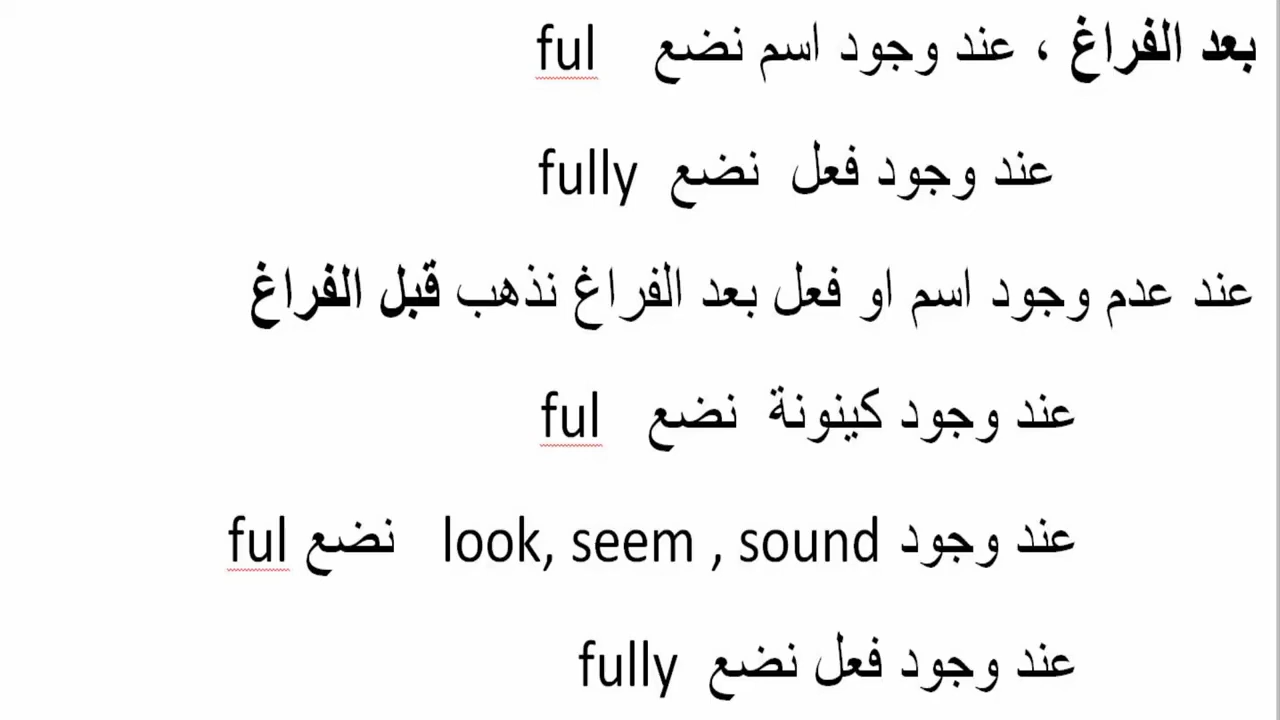 بعد الفراغ ، عند وجود اسم نضع ful
عند وجود فعل نضع fully
عند عدم وجود اسم او فعل بعد الفراغ نذهب قبل الفراغ
عند وجود كينونة نضع ful
عند وجود look, seem , sound نضع ful
عند وجود فعل نضع fully